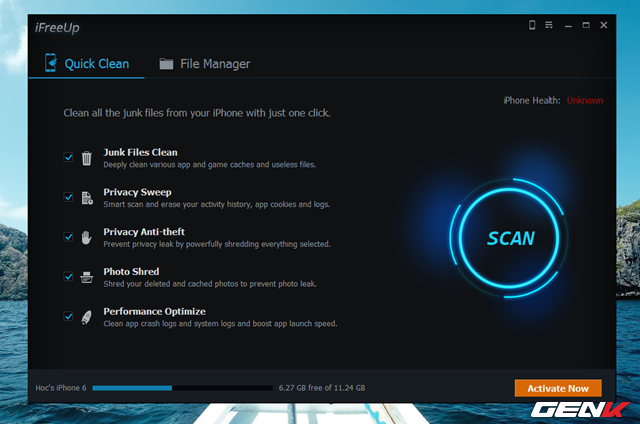 iFreeUp
Quick Clean
File Manager
iPhone Health: Unknown
Clean all the junk files from your iPhone with just one click.
Junk Files Clean
Deeply clean various app and game caches and useless files.
Privacy Sweep
Smart scan and erase your activity history, app cookies and logs.
Privacy Anti-theft
Prevent privacy leak by powerfully shredding everything selected.
Photo Shred
Shred your deleted and cached photos to prevent photo leak.
Performance Optimize
Clean app crash logs and system logs and boost app launch speed.
SCAN
Hoc's iPhone 6
6.27 GB free of 11.24 GB
Activate Now
GENK